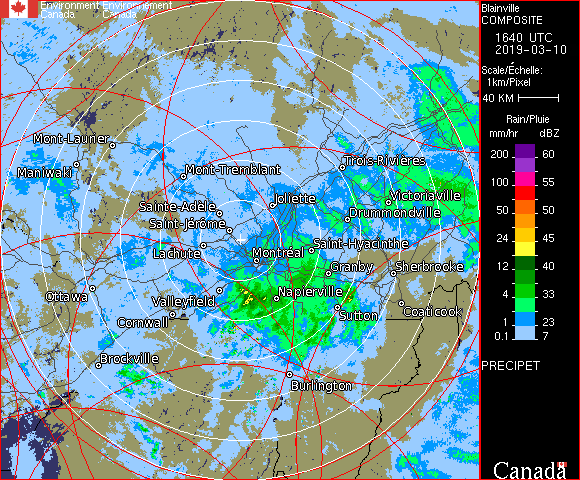 Environment Environnement
Canada Canada
Blainville
COMPOSITE
1640 UTC
2019-03-10
Scale/Échelle:
1km/Pixel
40 KM
Rain/Pluie
mm/hr dBZ
200 60
100 55
50 50
24 45
12 40
4 33
1 23
0.1 7
PRECIPET
Canada
Mont-Laurier
Maniwaki
Mont-Tremblant
Trois-Rivières
Victoriaville
Joliette
Sainte-Adèle
Drummondville
Saint-Jérôme
Lachute
Saint-Hyacinthe
Montréal
Granby
Sherbrooke
Ottawa
Valleyfield
Napierville
Sutton
Coaticook
Cornwall
Brockville
Burlington